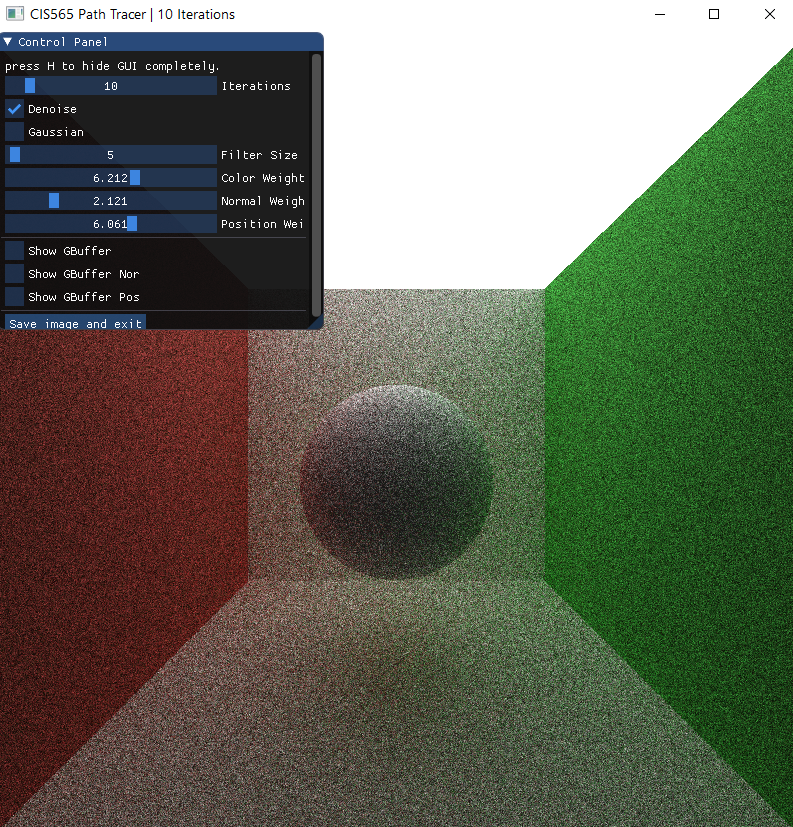 CIS565 Path Tracer | 10 Iterations
Control Panel
press H to hide GUI completely.
10 Iterations
Denoise
Gaussian
5 Filter Size
6.212 Color Weight
2.121 Normal Weigh
6.061 Position Wei
Show GBuffer
Show GBuffer Nor
Show GBuffer Pos
Save image and exit